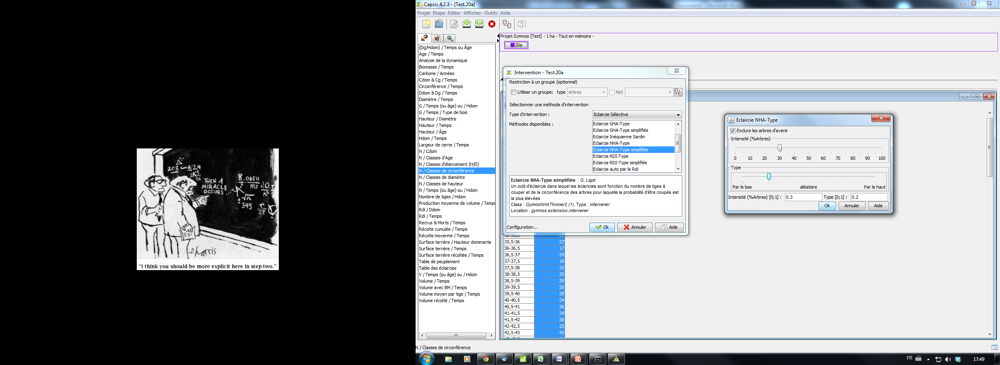 203 6-24
2K5
66
THEN A
MIRACLE
OCCURS...
.06511
ms
345
S. Harris
"I think you should be more explicit here in step two."
Capsis 4.2.3 - [Test.20a]
Projet Etape Editer Afficher Outils Aide
(Dg/Hdom) / Temps ou Âge
Age / Temps
Analyse de la dynamique
Biomasse / Temps
Carbone / Années
Cdom & Cg / Temps
Circonférence / Temps
Ddom & Dg / Temps
Diamètre / Temps
G / Temps (ou âge) ou / Hdom
G / Temps / Type de bois
Hauteur / Diamètre
Hauteur / Temps
Hauteur / Âge
Hdom / Temps
Largeur de cerne / Temps
N / Cdom
N / Classes d'Age
N / Classes d'élancement (H/D)
N / Classes de circonférence
N / Classes de diamètre
N / Classes de hauteur
N / Temps (ou âge) ou / Hdom
Nombre de tiges / Hdom
Production moyenne de volume / Temps
Rdi / Ddom
Rdi / Temps
Recrus & Morts / Temps
Récolte cumulée / Temps
Récolte moyenne / Temps
Surface terrière / Hauteur dominante
Surface terrière / Temps
Surface terrière récoltée / Temps
Table de peuplement
Table des éclaircies
V / Temps (ou âge) ou / Hdom
Volume / Temps
Volume avec BM / Temps
Volume moyen par tige / Temps
Volume récolté / Temps
Projet Gymnos [Test] - 1 ha - Tout en mémoire -
20a
Intervention - Test.20a
Restriction à un groupe (optionnel)
Utiliser un groupe: type Arbres Not
Sélectionner une méthode d'intervention
Type d'intervention : Eclaircie Sélective
Méthodes disponibles :
Eclaircie GHA-Type
Eclaircie GHA-Type simplifiée
Eclaircie Inéquienne Sardin
Eclaircie NHA-Type
Eclaircie NHA-Type simplifiée
Eclaircie RDI-Type
Eclaircie RDI-Type simplifiée
Eclaircie auto par le Rdi
Eclaircie NHA-Type simplifiée : G. Ligot
Un outil d'éclaircie dans lequel les éclaricies sont fonction du nombre de tiges à
couper et de la circonférence des arbres pour laquelle la probabilité d'être coupés est
la plus élevées
Class : GymnoNHAThinner2 (1), Type : Intervener
Location : gymnos.extension.intervener
Configuration... Ok Annuler Aide
35,5-36 27
36-36,5 17
36,5-37 24
37-37,5 19
37,5-38 32
38-38,5 25
38,5-39 29
39-39,5 20
39,5-40 29
40-40,5 24
40,5-41 26
41-41,5 34
41,5-42 30
42-42,5 25
42,5-43 42
Eclaircie NHA-Type
Exclure les arbres d'avenir
Intensité (%Arbres)
0 10 20 30 40 50 60 70 80 90 100
Type
Par le bas aléatoire Par le haut
Intensité (%Arbres) [0;1] : 0.3 Type [0;1] : 0.2
Ok Annuler Aide
N / Classes de circonférence
FR 17:49